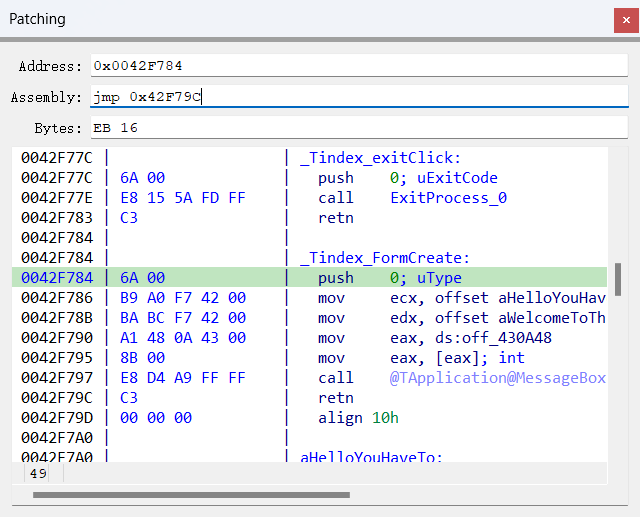 Patching
Address: 0x0042F784
Assembly: jmp 0x42F79C
Bytes: EB 16
0042F77C | | _Tindex_exitClick:
0042F77C | 6A 00 | push 0; uExitCode
0042F77E | E8 15 5A FD FF | call ExitProcess_0
0042F783 | C3 | retn
0042F784 | |
0042F784 | | _Tindex_FormCreate:
0042F784 | 6A 00 | push 0; uType
0042F786 | B9 A0 F7 42 00 | mov ecx, offset aHelloYouHav
0042F78B | BA BC F7 42 00 | mov edx, offset aWelcomeToTh
0042F790 | A1 48 0A 43 00 | mov eax, ds:off_430A48
0042F795 | 8B 00 | mov eax, [eax]; int
0042F797 | E8 D4 A9 FF FF | call @TApplication@MessageBox
0042F79C | C3 | retn
0042F79D | 00 00 00 | align 10h
0042F7A0 | |
0042F7A0 | | aHelloYouHaveTo:
49